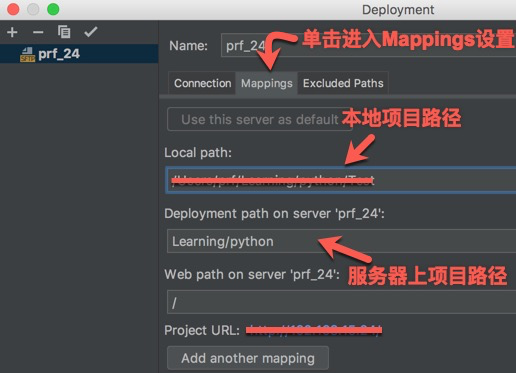 Deployment
prf_24
Name: prf_24
单击进入Mappings设置
Connection Mappings Excluded Paths
Use this server as default
本地项目路径
Local path:
Deployment path on server 'prf_24':
Learning/python
服务器上项目路径
Web path on server 'prf_24':
/
Project URL:
Add another mapping